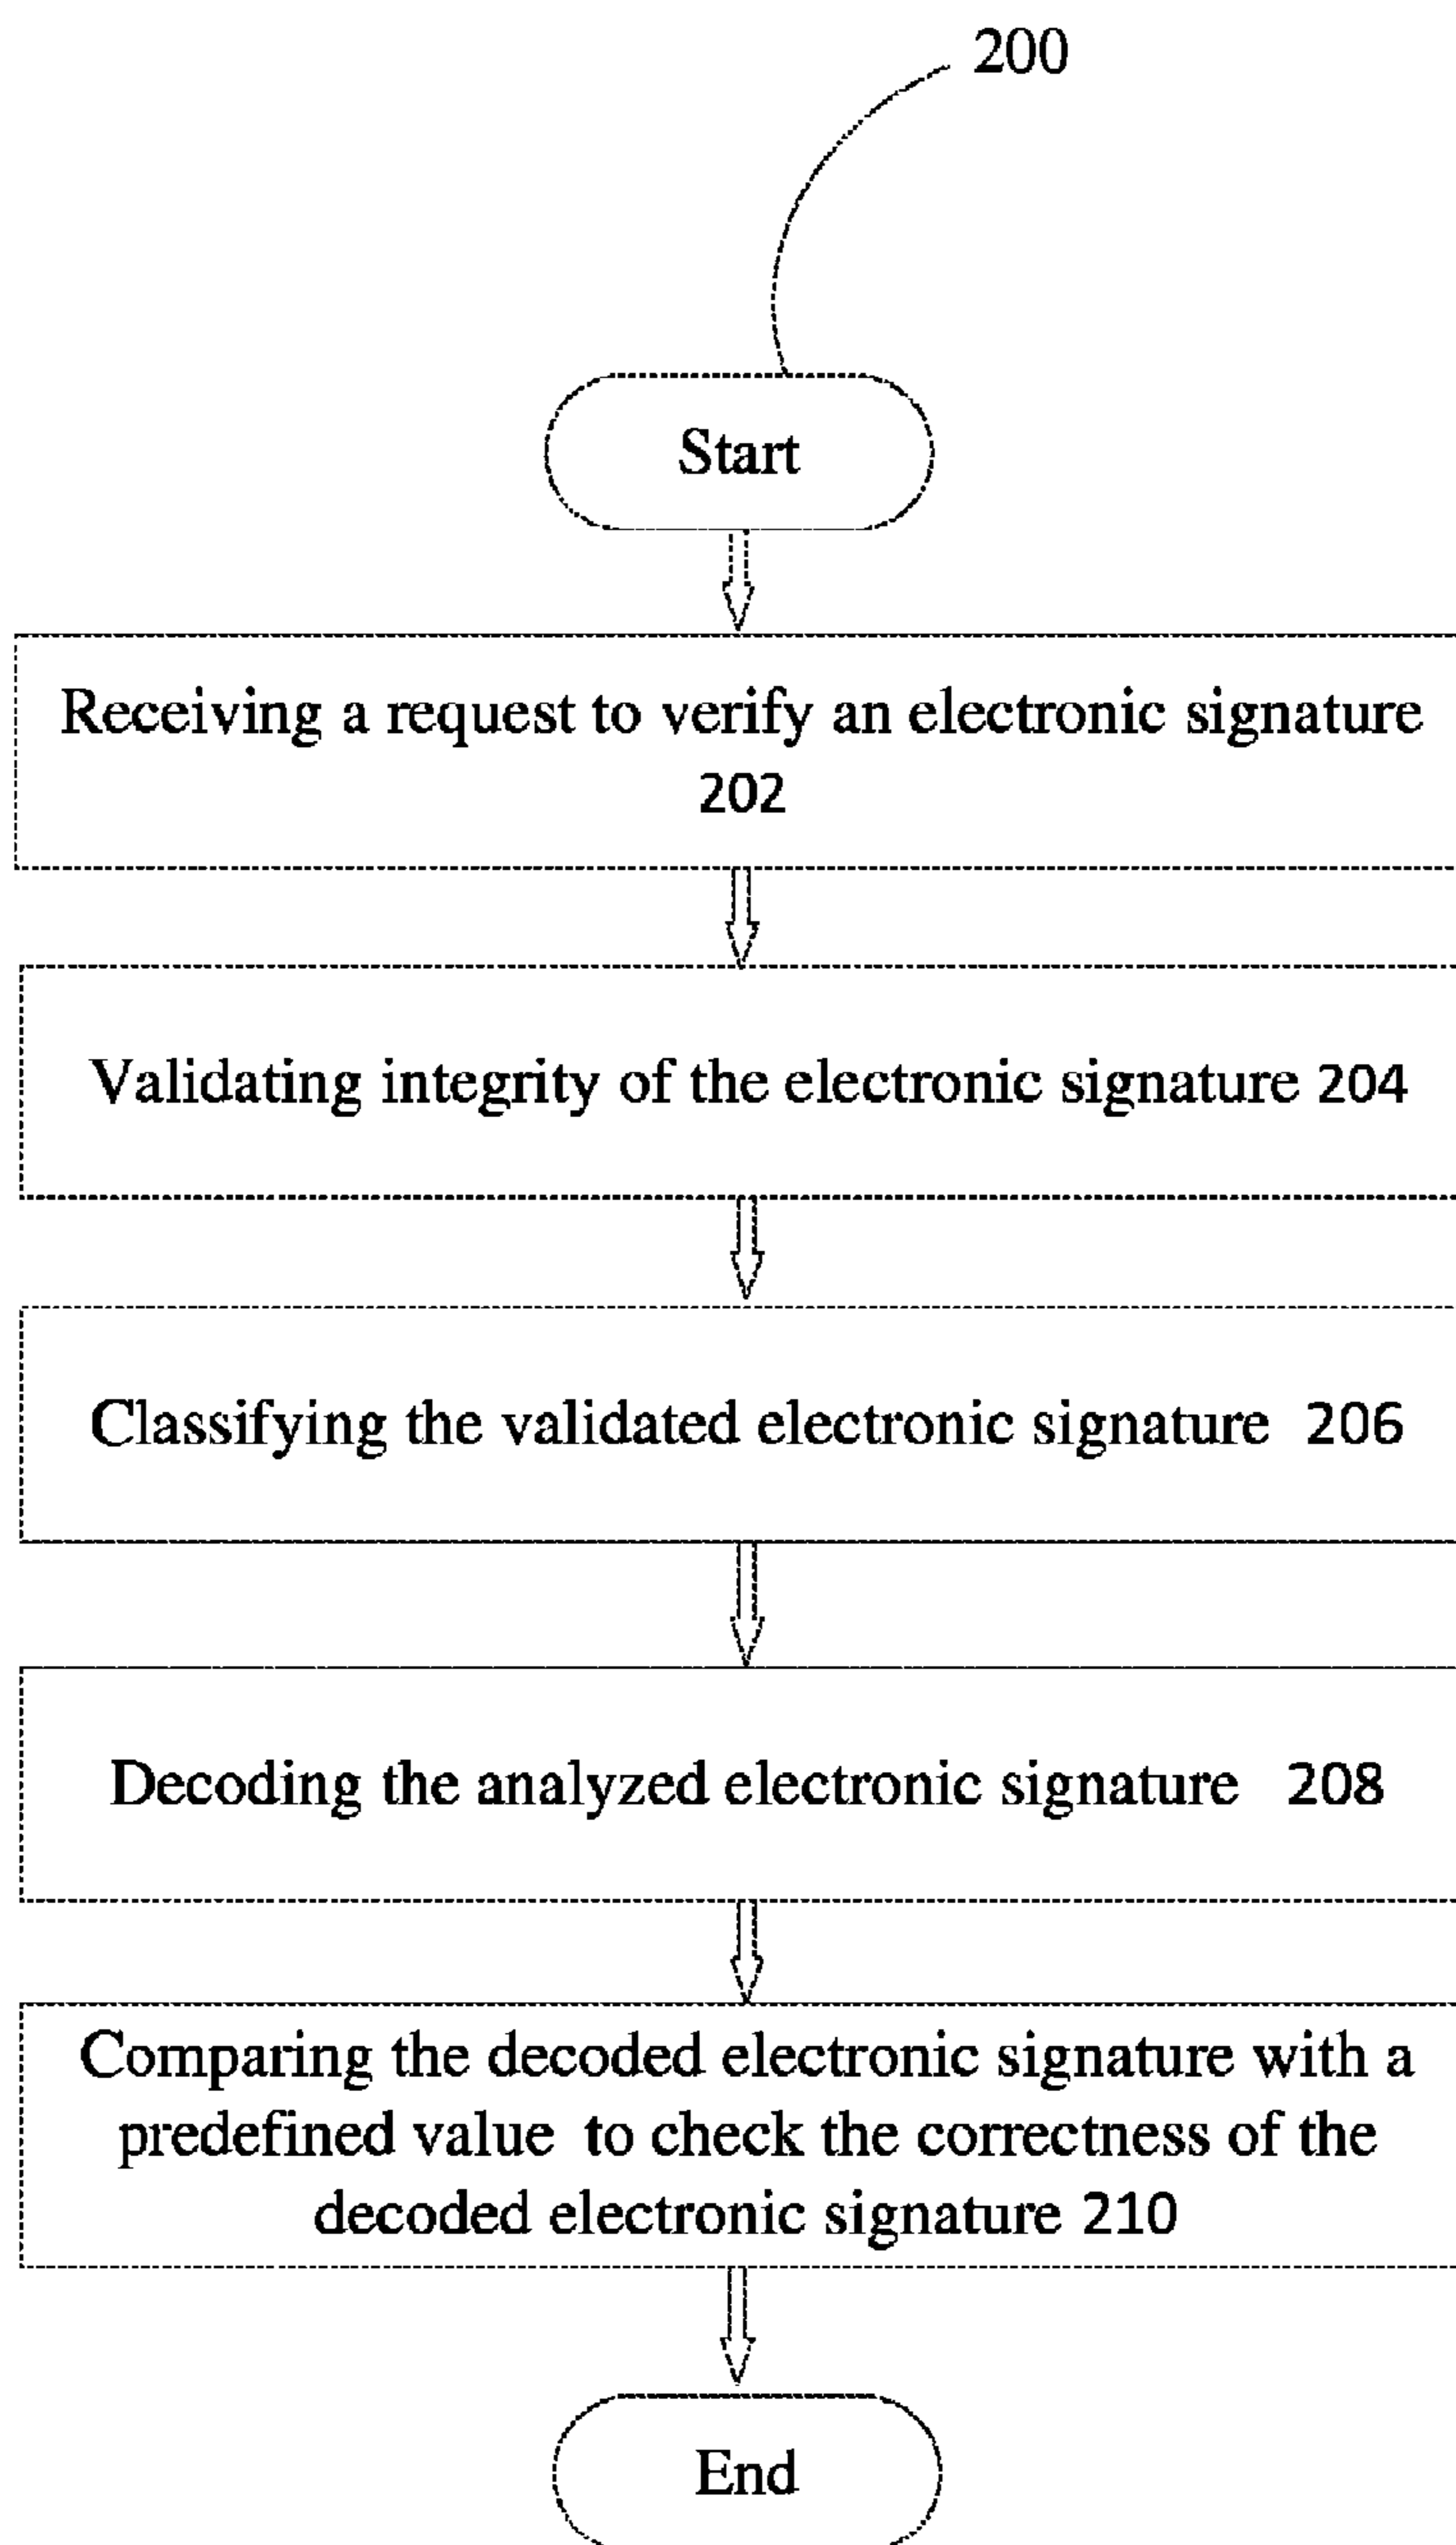 200
Start
Receiving a request to verify an electronic signature
202
Validating integrity of the electronic signature 204
Classifying the validated electronic signature 206
Decoding the analyzed electronic signature 208
Comparing the decoded electronic signature with a
predefined value to check the correctness of the
decoded electronic signature 210
End